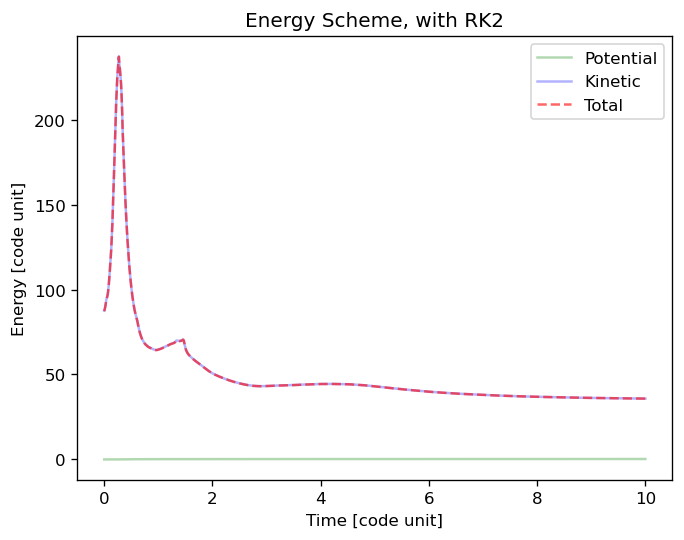 Energy Scheme, with RK2
Potential
Kinetic
Total
Energy [code unit]
200
150
100
50
0
0 2 4 6 8 10
Time [code unit]